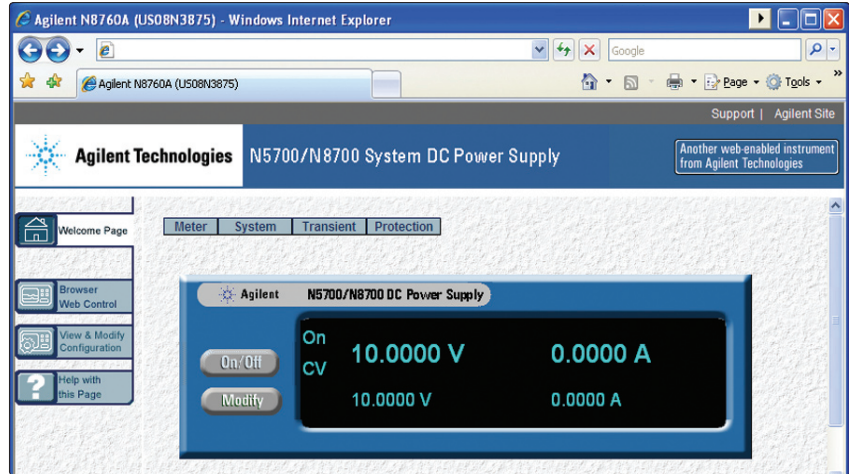 Agilent N8760A (US08N3875) - Windows Internet Explorer
Google
Agilent N8760A (US08N3875)
Page
Tools
Support | Agilent Site
Agilent Technologies
N5700/N8700 System DC Power Supply
Another web-enabled instrument
from Agilent Technologies
Welcome Page
Meter
System
Transient
Protection
Browser
Web Control
View & Modify
Configuration
Help with
this Page
Agilent
N5700/N8700 DC Power Supply
On/Off
Modify
On
CV
10.0000 V
0.0000 A
10.0000 V
0.0000 A